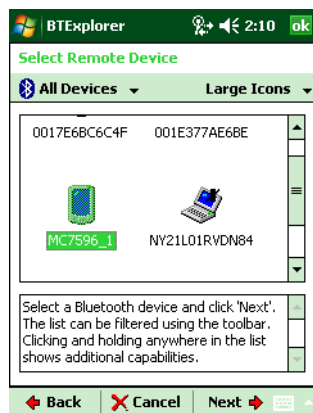 BTExplorer 2:10 ok
Select Remote Device
All Devices Large Icons
0017E6BC6C4F 001E377AE6BE
MC7596_1 NY21L01RVDN84
Select a Bluetooth device and click 'Next'.
The list can be filtered using the toolbar.
Clicking and holding anywhere in the list
shows additional capabilities.
Back Cancel Next